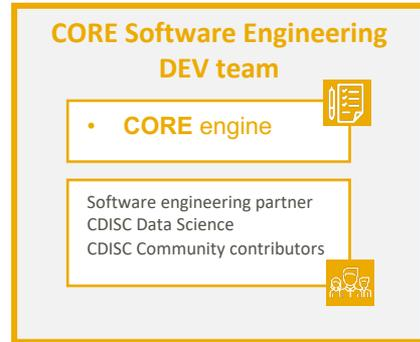 CORE Software Engineering
DEV team
• CORE engine
Software engineering partner
CDISC Data Science
CDISC Community contributors